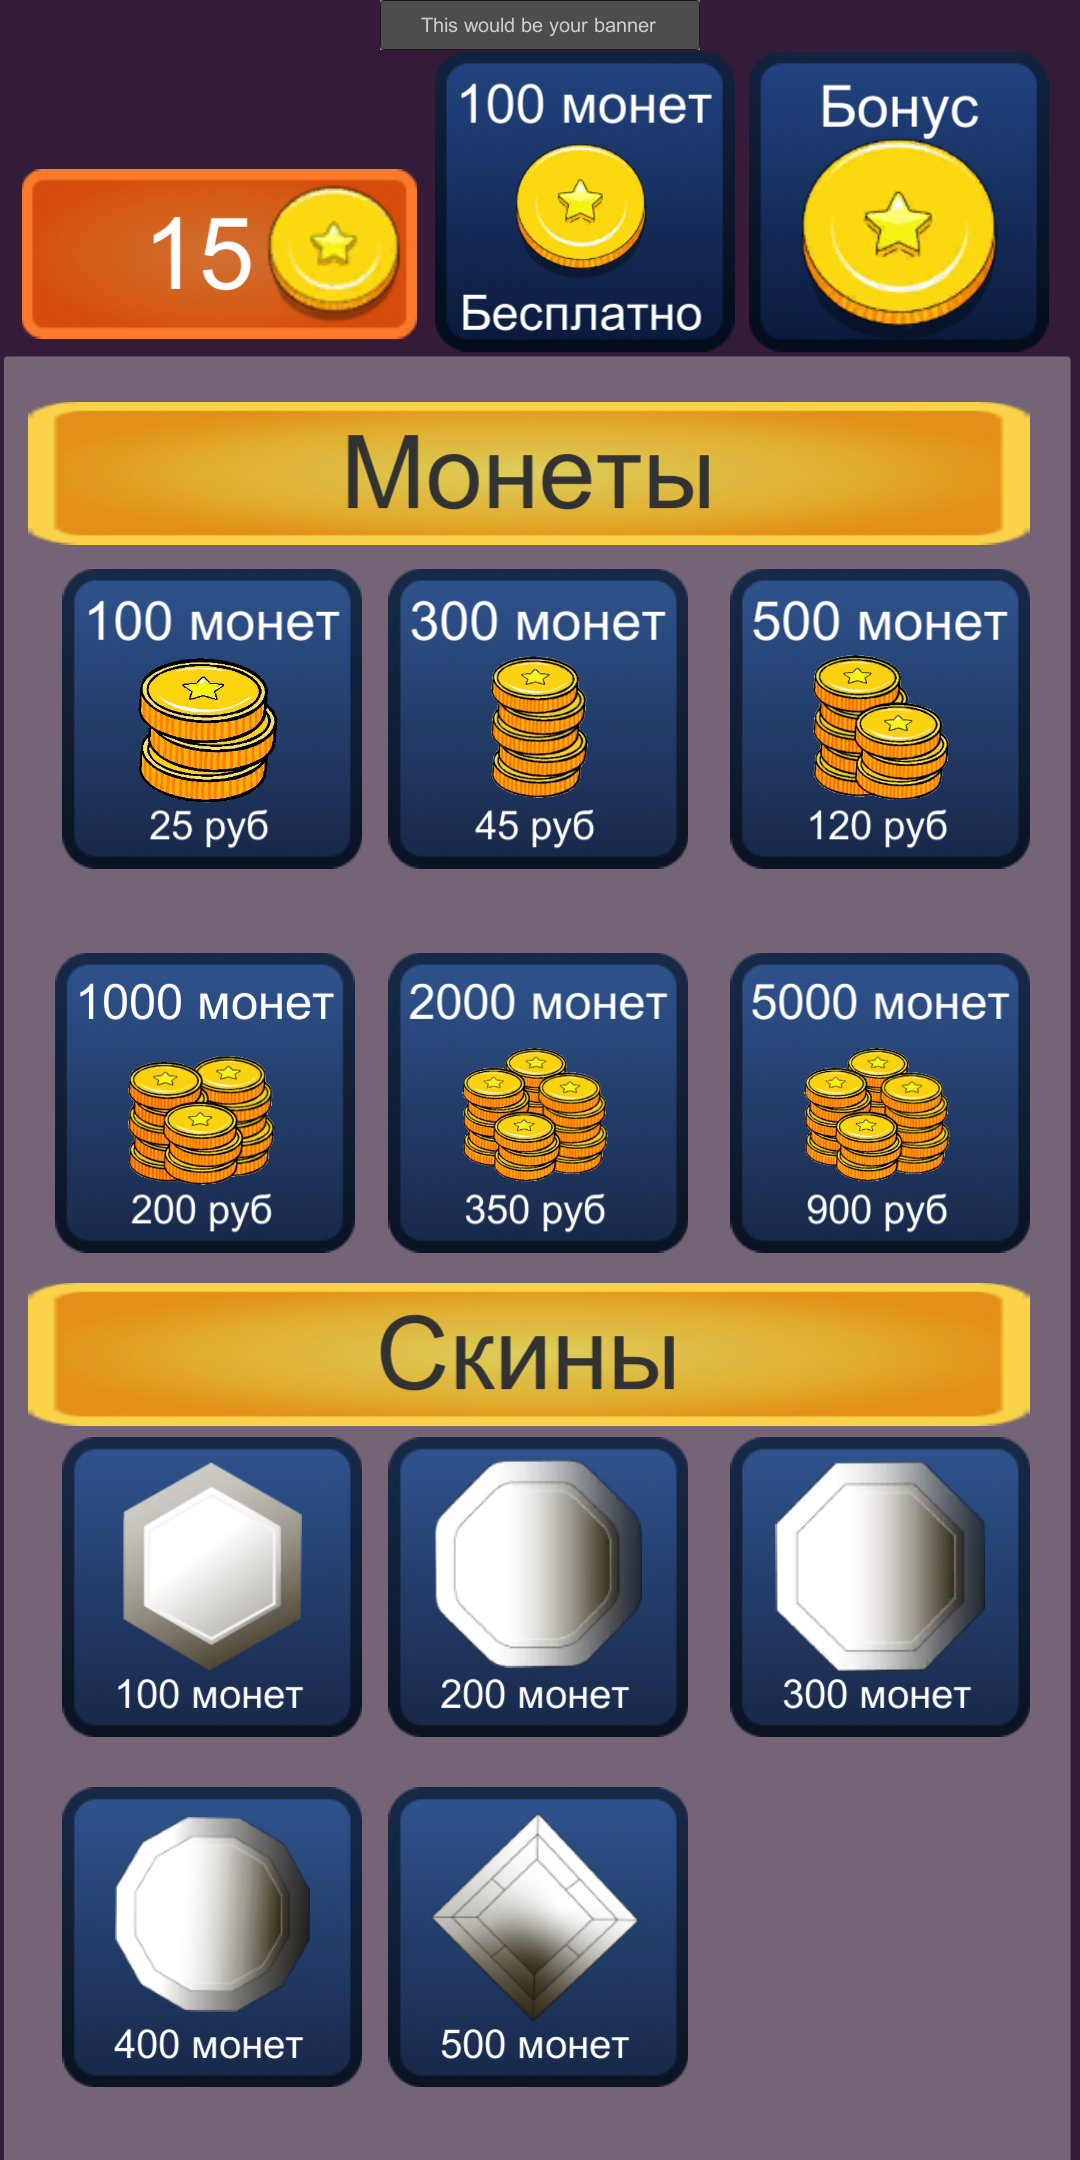 This would be your banner
15
100 монет
Бесплатно
Бонус
Монеты
100 монет
25 руб
300 монет
45 руб
500 монет
120 руб
1000 монет
200 руб
2000 монет
350 руб
5000 монет
900 руб
Скины
100 монет
200 монет
300 монет
400 монет
500 монет